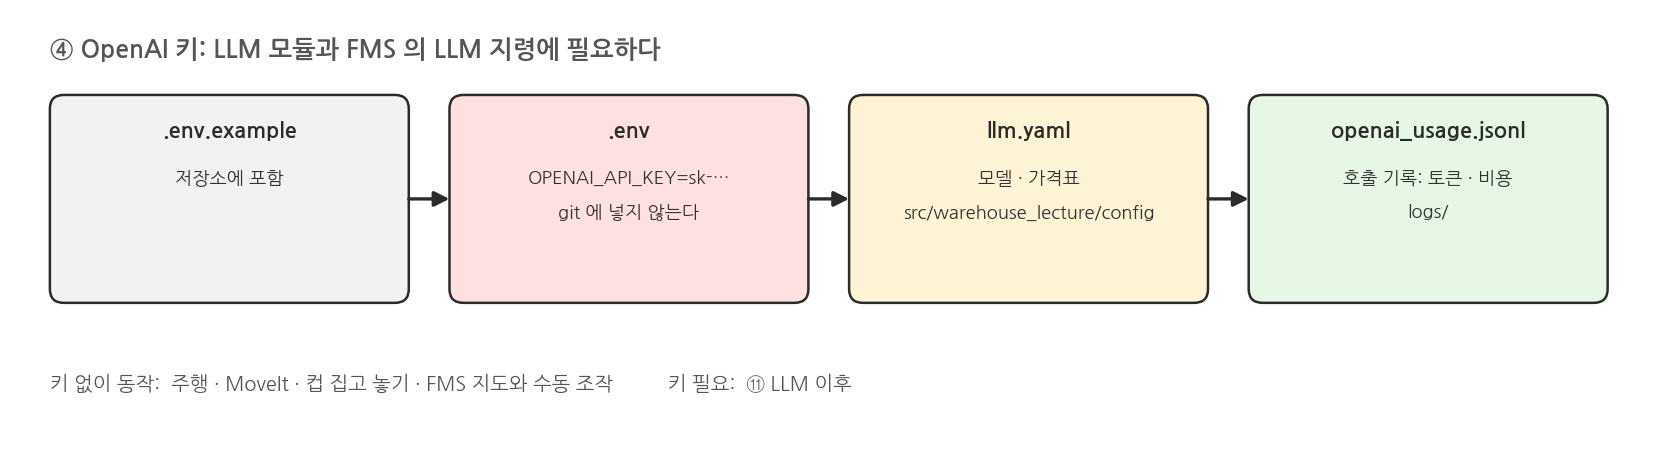 ④ OpenAI 키: LLM 모듈과 FMS 의 LLM 지령에 필요하다
.env.example
저장소에 포함
.env
OPENAI_API_KEY=sk-···
git 에 넣지 않는다
llm.yaml
모델 · 가격표
src/warehouse_lecture/config
openai_usage.jsonl
호출 기록: 토큰 · 비용
logs/
키 없이 동작: 주행 · MoveIt · 컵 집고 놓기 · FMS 지도와 수동 조작
키 필요: ⑪ LLM 이후